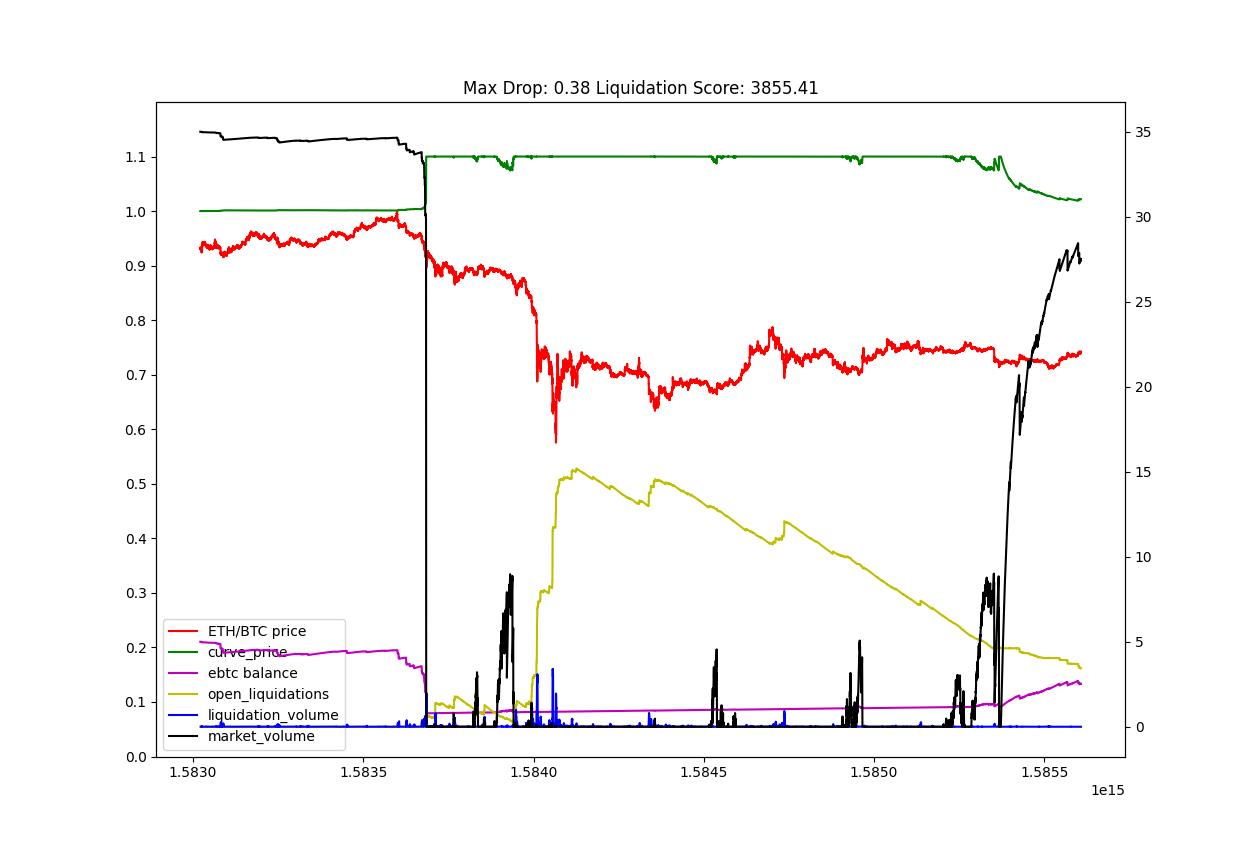 Max Drop: 0.38 Liquidation Score: 3855.41
1.1
1.0
0.9
0.8
0.7
0.6
0.5
0.4
0.3
0.2
0.1
0.0
35
30
25
20
15
10
5
0
ETH/BTC price
curve_price
ebtc balance
open_liquidations
liquidation_volume
market_volume
1.5830 1.5835 1.5840 1.5845 1.5850 1.5855
1e15